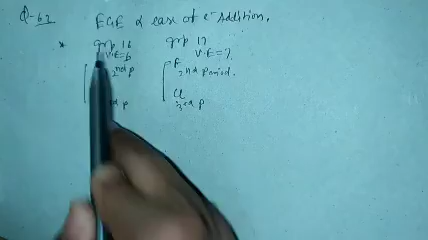 Q-62 EGE α ease of e⁻ addition.
* grp 16 grp 17
V.E=6 V.E=7
F
2nd p 2nd period.
Cl
3rd p